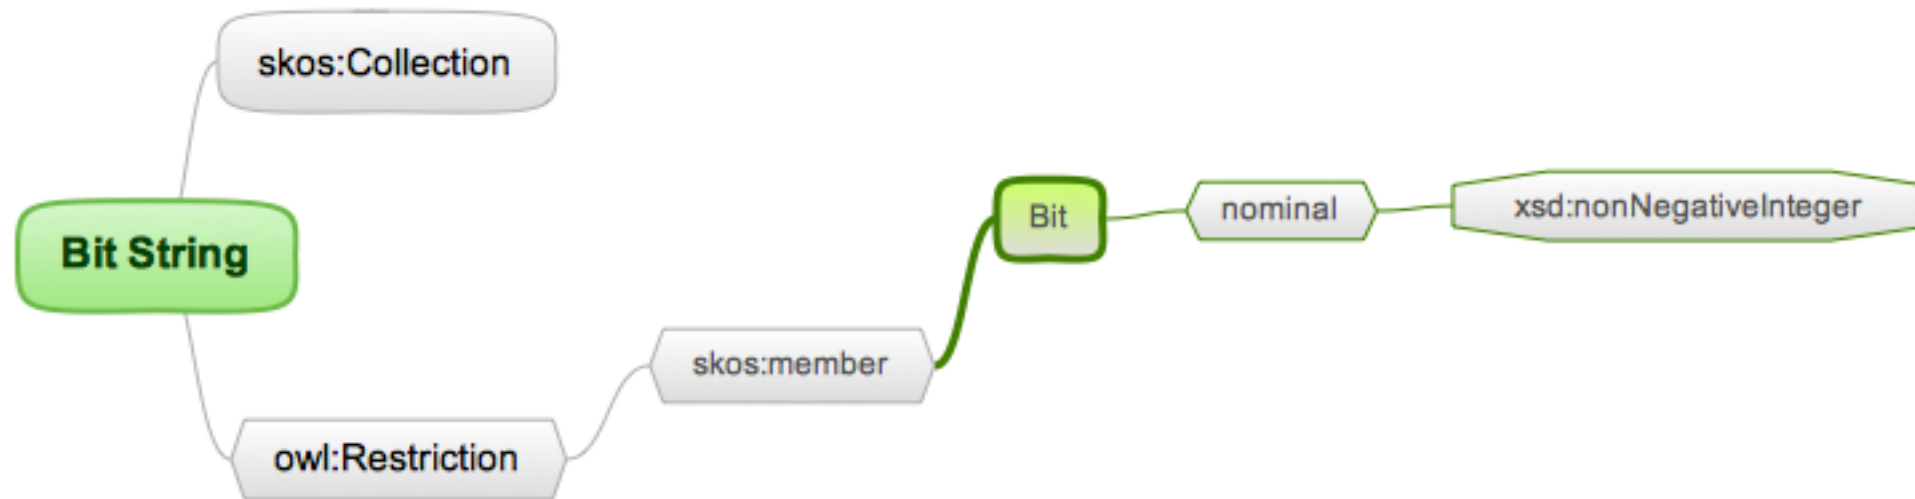 skos:Collection
Bit String
Bit
nominal
xsd:nonNegativeInteger
skos:member
owl:Restriction